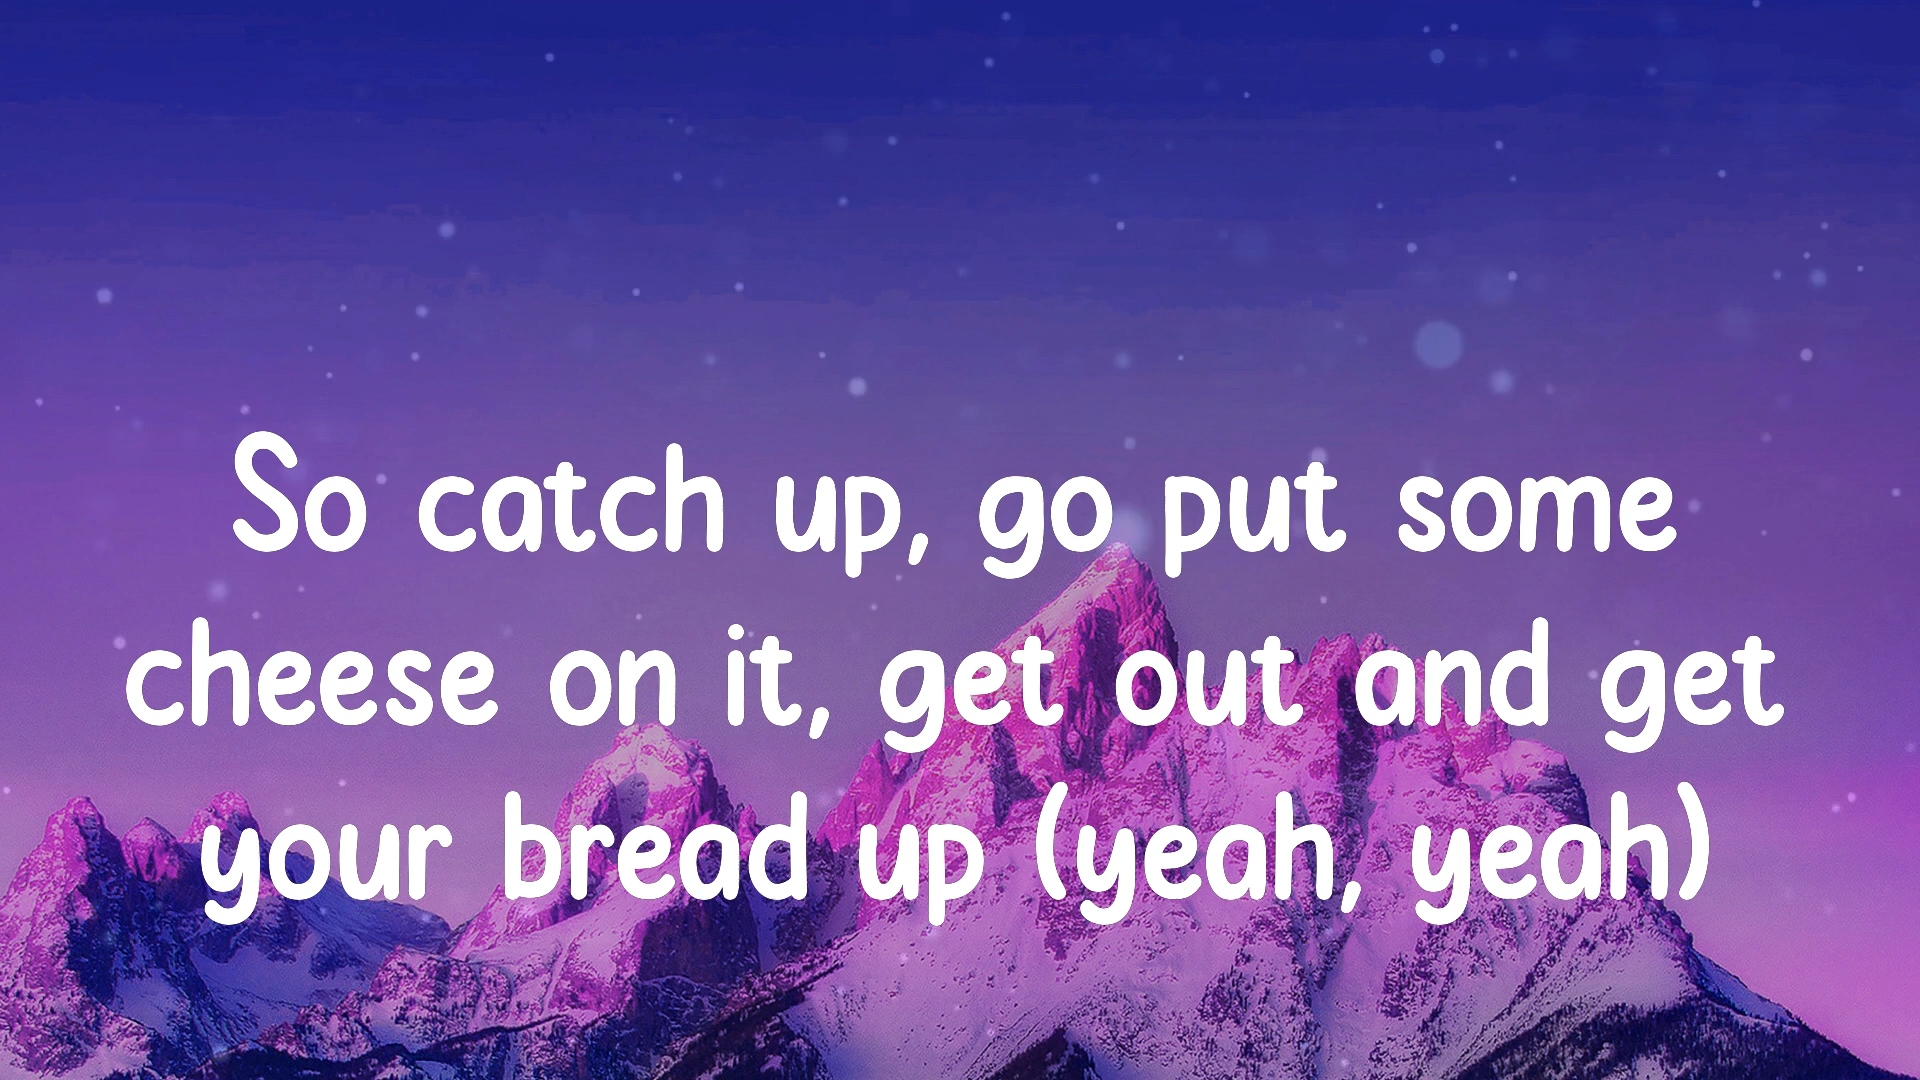 So catch up, go put some
cheese on it, get out and get
your bread up (yeah, yeah)